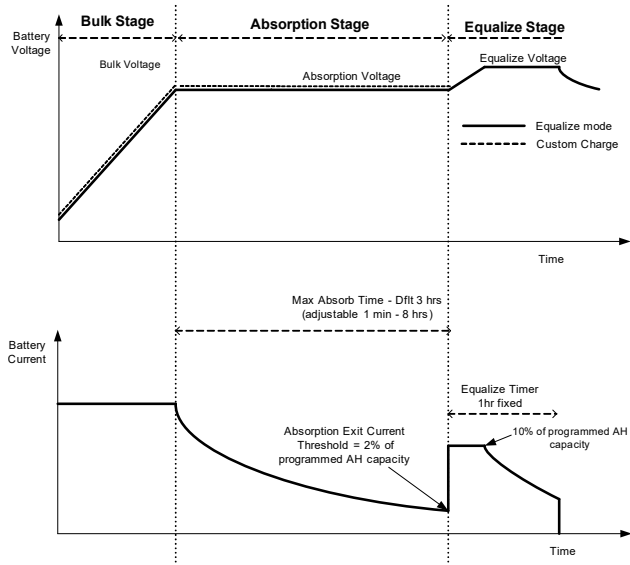 Bulk Stage
Absorption Stage
Equalize Stage
Battery
Voltage
Bulk Voltage
Absorption Voltage
Equalize Voltage
Equalize mode
Custom Charge
Time
Max Absorb Time - Dflt 3 hrs
(adjustable 1 min - 8 hrs)
Battery
Current
Equalize Timer
1hr fixed
Absorption Exit Current
Threshold = 2% of
programmed AH capacity
10% of programmed AH
capacity
Time